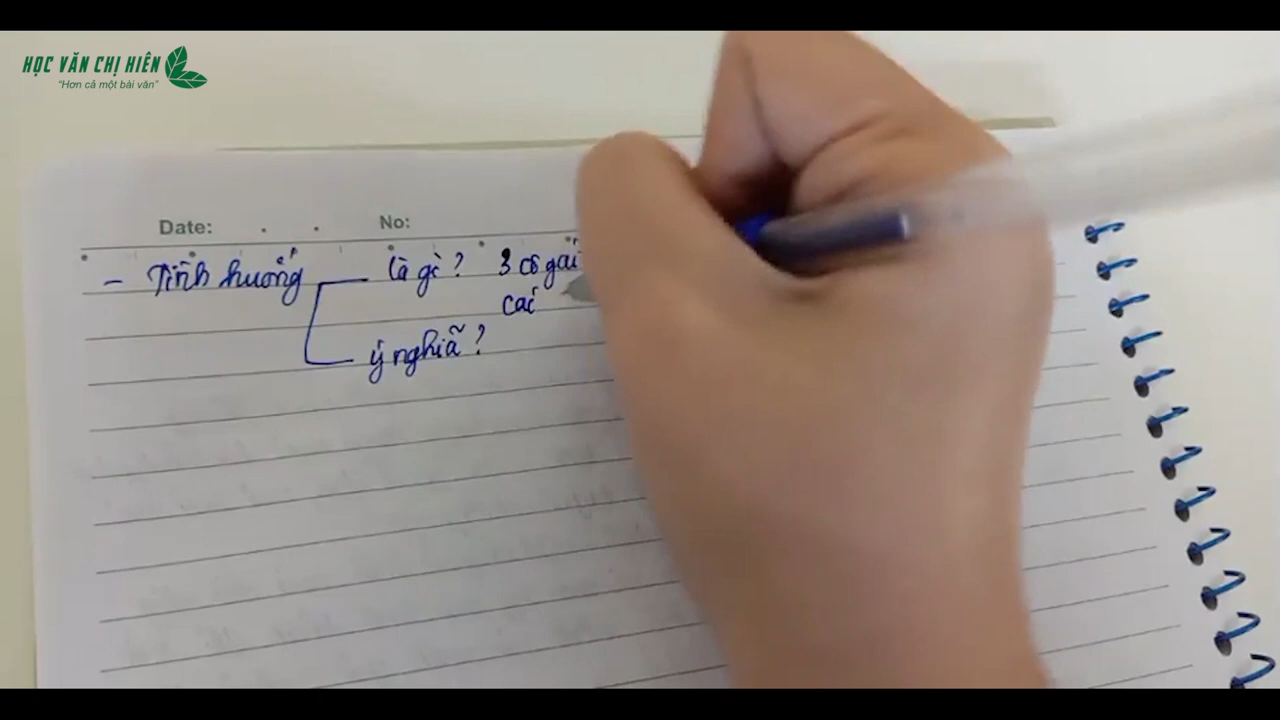 HỌC VĂN CHỊ HIÊN
"Hơn cả một bài văn"
Date: No:
- Tình huống là gì? 3 cô gái
cái
ý nghĩa?